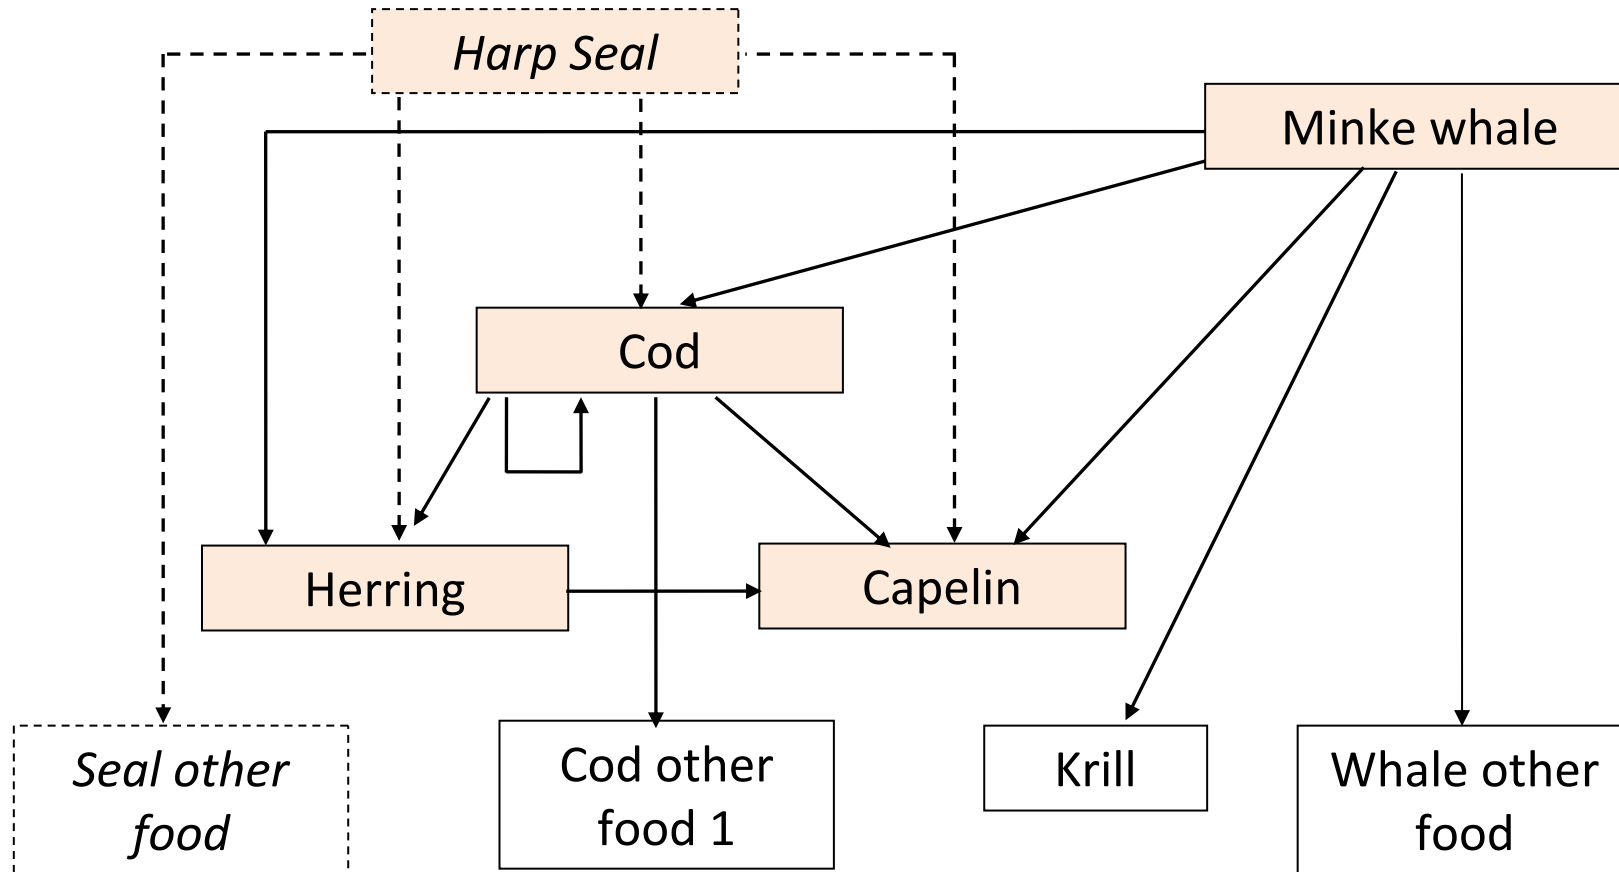 Harp Seal
Minke whale
Cod
Herring
Capelin
Seal other
food
Cod other
food 1
Krill
Whale other
food